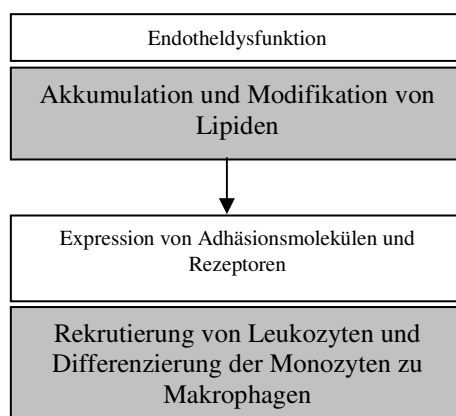 Endotheldysfunktion
Akkumulation und Modifikation von
Lipiden
Expression von Adhäsionsmolekülen und
Rezeptoren
Rekrutierung von Leukozyten und
Differenzierung der Monozyten zu
Makrophagen